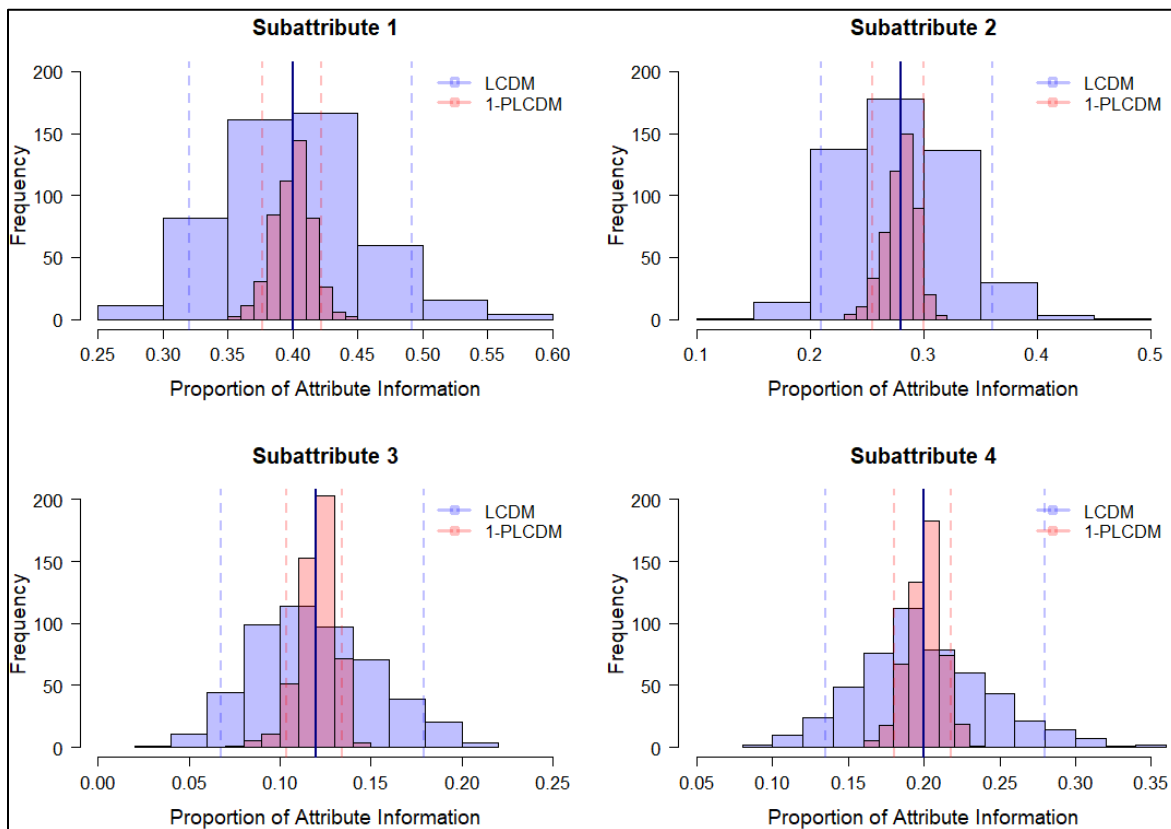 Subattribute 1
200
150
100
50
0
Frequency
LCDM
1-PLCDM
0.25 0.30 0.35 0.40 0.45 0.50 0.55 0.60
Proportion of Attribute Information
Subattribute 2
200
150
100
50
0
Frequency
LCDM
1-PLCDM
0.1 0.2 0.3 0.4 0.5
Proportion of Attribute Information
Subattribute 3
200
150
100
50
0
Frequency
LCDM
1-PLCDM
0.00 0.05 0.10 0.15 0.20 0.25
Proportion of Attribute Information
Subattribute 4
200
150
100
50
0
Frequency
LCDM
1-PLCDM
0.05 0.10 0.15 0.20 0.25 0.30 0.35
Proportion of Attribute Information